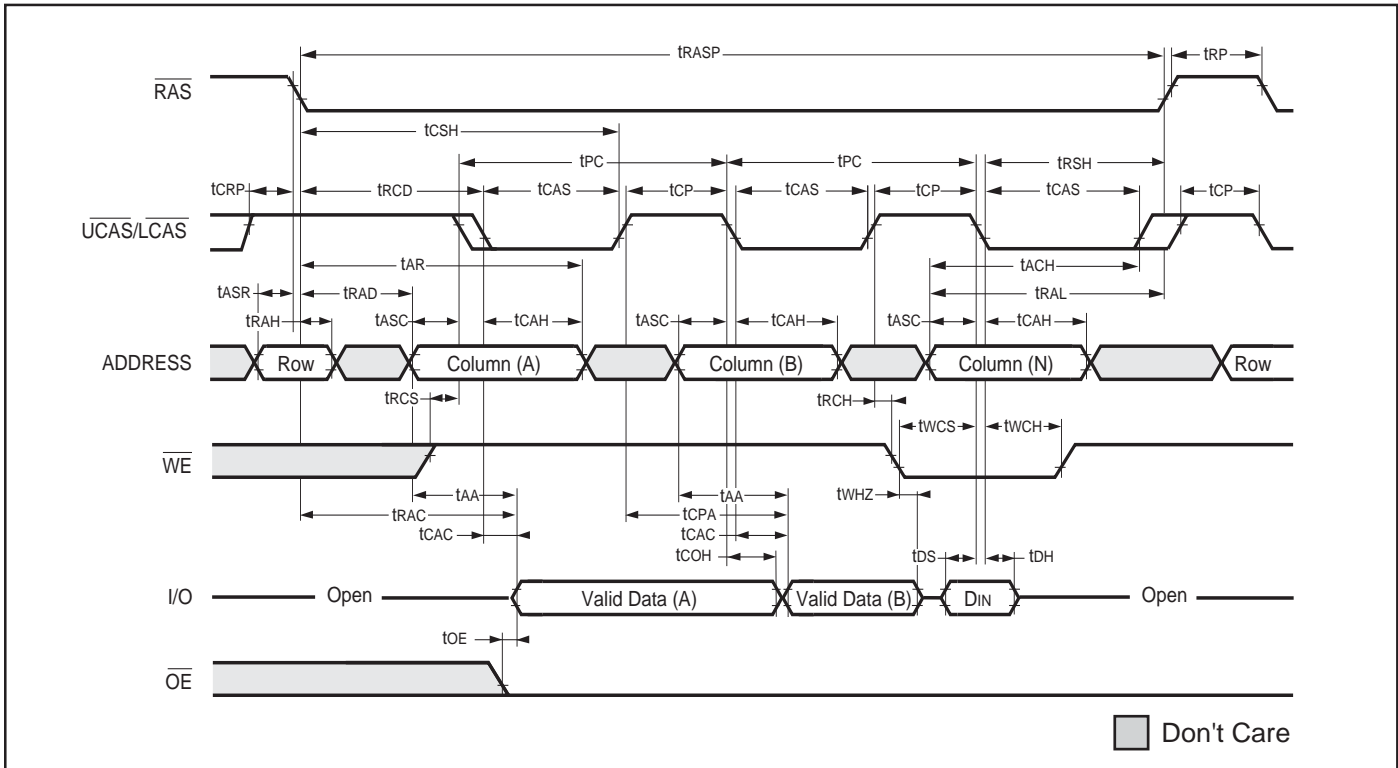 tRASP tRP
RAS
tCSH
tPC tPC tRSH
tCRP tRCD tCAS tCP tCAS tCP tCAS tCP
UCAS/LCAS
tAR tACH
tASR tRAD tRAL
tRAH tASC tCAH tASC tCAH tASC tCAH
ADDRESS Row Column (A) Column (B) Column (N) Row
tRCS tRCH
tWCS tWCH
WE
tAA tAA tWHZ
tRAC tCPA
tCAC tCAC
tCOH tDS tDH
I/O Open Valid Data (A) Valid Data (B) DIN Open
tOE
OE
Don't Care